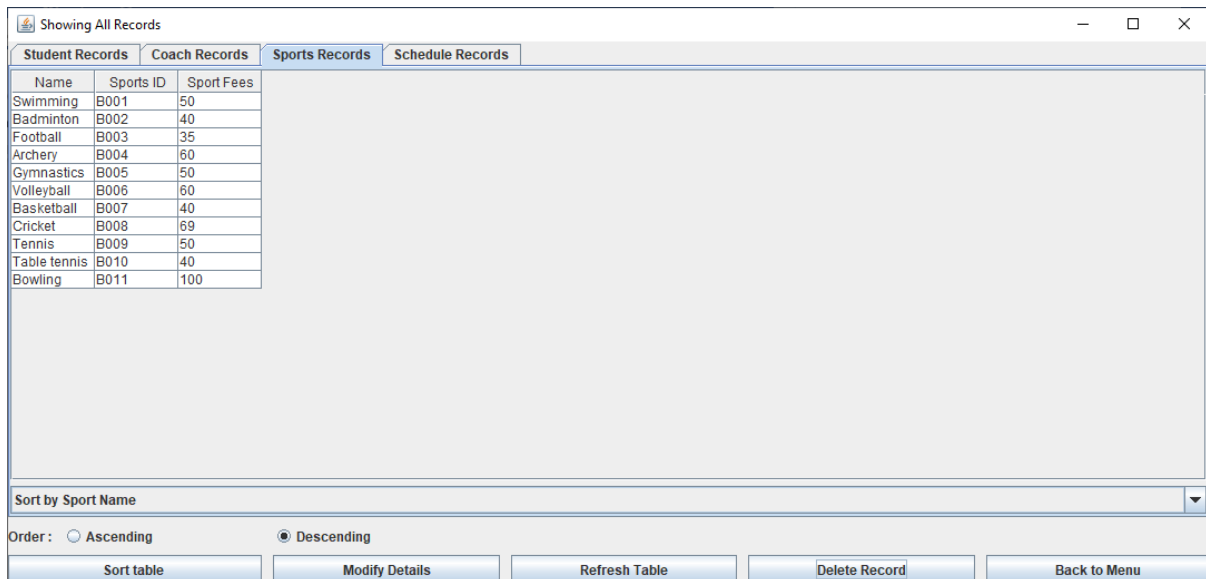 Showing All Records
Student Records Coach Records Sports Records Schedule Records
Name Sports ID Sport Fees
Swimming B001 50
Badminton B002 40
Football B003 35
Archery B004 60
Gymnastics B005 50
Volleyball B006 60
Basketball B007 40
Cricket B008 69
Tennis B009 50
Table tennis B010 40
Bowling B011 100
Sort by Sport Name
Order : Ascending Descending
Sort table Modify Details Refresh Table Delete Record Back to Menu